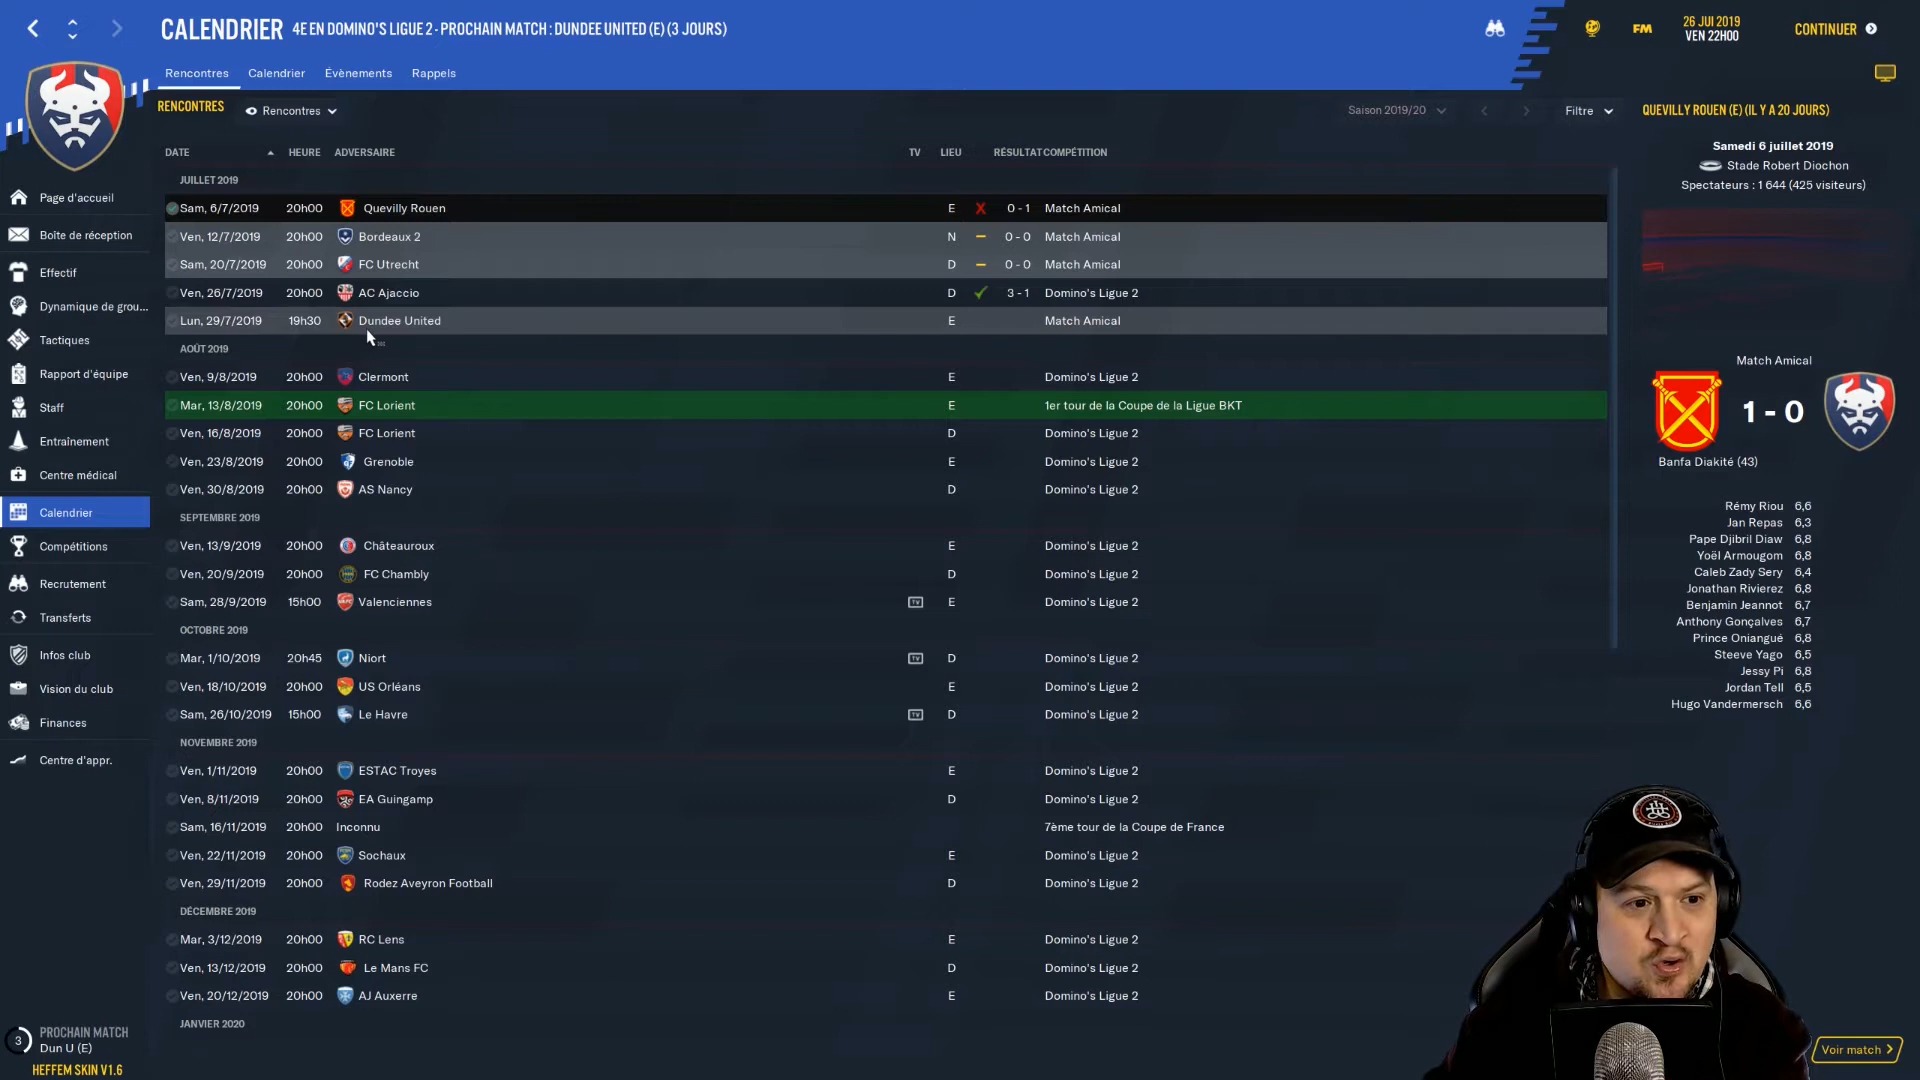 CALENDRIER 4E EN DOMINO'S LIGUE 2 - PROCHAIN MATCH : DUNDEE UNITED (E) (3 JOURS)
FM
26 JUI 2019
VEN 22H00
CONTINUER
Rencontres Calendrier Évènements Rappels
RENCONTRES Rencontres
Saison 2019/20 Filtre
DATE HEURE ADVERSAIRE TV LIEU RÉSULTAT COMPÉTITION
JUILLET 2019
Sam, 6/7/2019 20h00 Quevilly Rouen E 0 - 1 Match Amical
Ven, 12/7/2019 20h00 Bordeaux 2 N 0 - 0 Match Amical
Sam, 20/7/2019 20h00 FC Utrecht D 0 - 0 Match Amical
Ven, 26/7/2019 20h00 AC Ajaccio D 3 - 1 Domino's Ligue 2
Lun, 29/7/2019 19h30 Dundee United E Match Amical
AOÛT 2019
Ven, 9/8/2019 20h00 Clermont E Domino's Ligue 2
Mar, 13/8/2019 20h00 FC Lorient E 1er tour de la Coupe de la Ligue BKT
Ven, 16/8/2019 20h00 FC Lorient D Domino's Ligue 2
Ven, 23/8/2019 20h00 Grenoble E Domino's Ligue 2
Ven, 30/8/2019 20h00 AS Nancy D Domino's Ligue 2
SEPTEMBRE 2019
Ven, 13/9/2019 20h00 Châteauroux E Domino's Ligue 2
Ven, 20/9/2019 20h00 FC Chambly D Domino's Ligue 2
Sam, 28/9/2019 15h00 Valenciennes TV E Domino's Ligue 2
OCTOBRE 2019
Mar, 1/10/2019 20h45 Niort TV D Domino's Ligue 2
Ven, 18/10/2019 20h00 US Orléans E Domino's Ligue 2
Sam, 26/10/2019 15h00 Le Havre TV D Domino's Ligue 2
NOVEMBRE 2019
Ven, 1/11/2019 20h00 ESTAC Troyes E Domino's Ligue 2
Ven, 8/11/2019 20h00 EA Guingamp D Domino's Ligue 2
Sam, 16/11/2019 20h00 Inconnu 7ème tour de la Coupe de France
Ven, 22/11/2019 20h00 Sochaux E Domino's Ligue 2
Ven, 29/11/2019 20h00 Rodez Aveyron Football D Domino's Ligue 2
DÉCEMBRE 2019
Mar, 3/12/2019 20h00 RC Lens E Domino's Ligue 2
Ven, 13/12/2019 20h00 Le Mans FC D Domino's Ligue 2
Ven, 20/12/2019 20h00 AJ Auxerre E Domino's Ligue 2
JANVIER 2020
Page d'accueil
Boîte de réception
Effectif
Dynamique de grou...
Tactiques
Rapport d'équipe
Staff
Entraînement
Centre médical
Calendrier
Compétitions
Recrutement
Transferts
Infos club
Vision du club
Finances
Centre d'appr.
3 PROCHAIN MATCH
Dun U (E)
HEFFEM SKIN V1.6
QUEVILLY ROUEN (E) (IL Y A 20 JOURS)
Samedi 6 juillet 2019
Stade Robert Diochon
Spectateurs : 1 644 (425 visiteurs)
Match Amical
1 - 0
Banfa Diakité (43)
Rémy Riou 6,6
Jan Repas 6,3
Pape Djibril Diaw 6,8
Yoël Armougom 6,8
Caleb Zady Sery 6,4
Jonathan Rivierez 6,8
Benjamin Jeannot 6,7
Anthony Gonçalves 6,7
Prince Oniangué 6,8
Steeve Yago 6,5
Jessy Pi 6,8
Jordan Tell 6,5
Hugo Vandermersch 6,6
Voir match